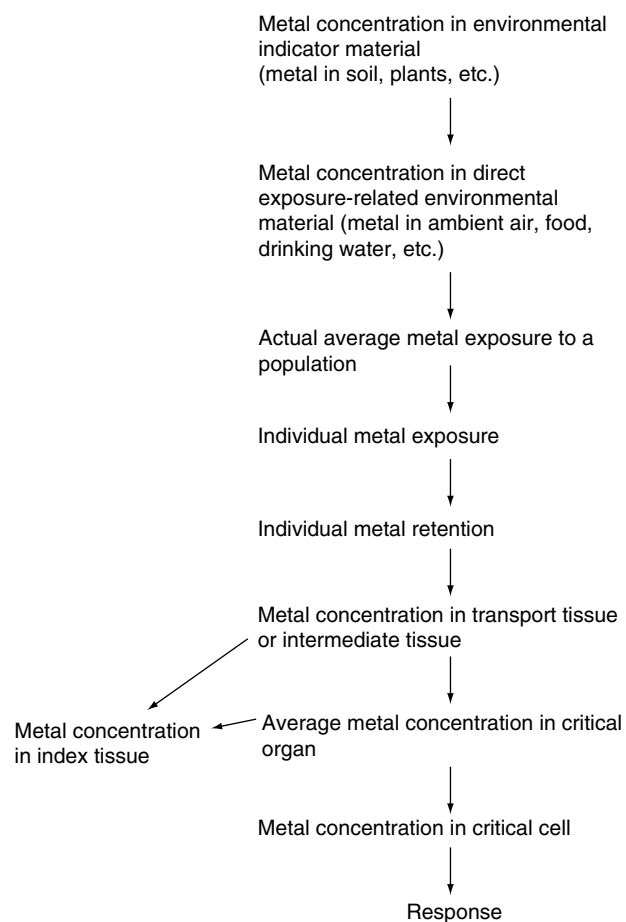 Metal concentration in environmental
indicator material
(metal in soil, plants, etc.)
Metal concentration in direct
exposure-related environmental
material (metal in ambient air, food,
drinking water, etc.)
Actual average metal exposure to a
population
Individual metal exposure
Individual metal retention
Metal concentration in transport tissue
or intermediate tissue
Metal concentration
in index tissue
Average metal concentration in critical
organ
Metal concentration in critical cell
Response